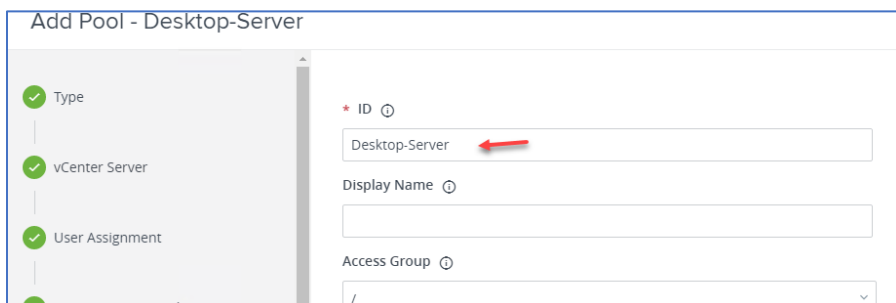 Add Pool - Desktop-Server
Type
* ID
Desktop-Server
vCenter Server
Display Name
User Assignment
Access Group
/